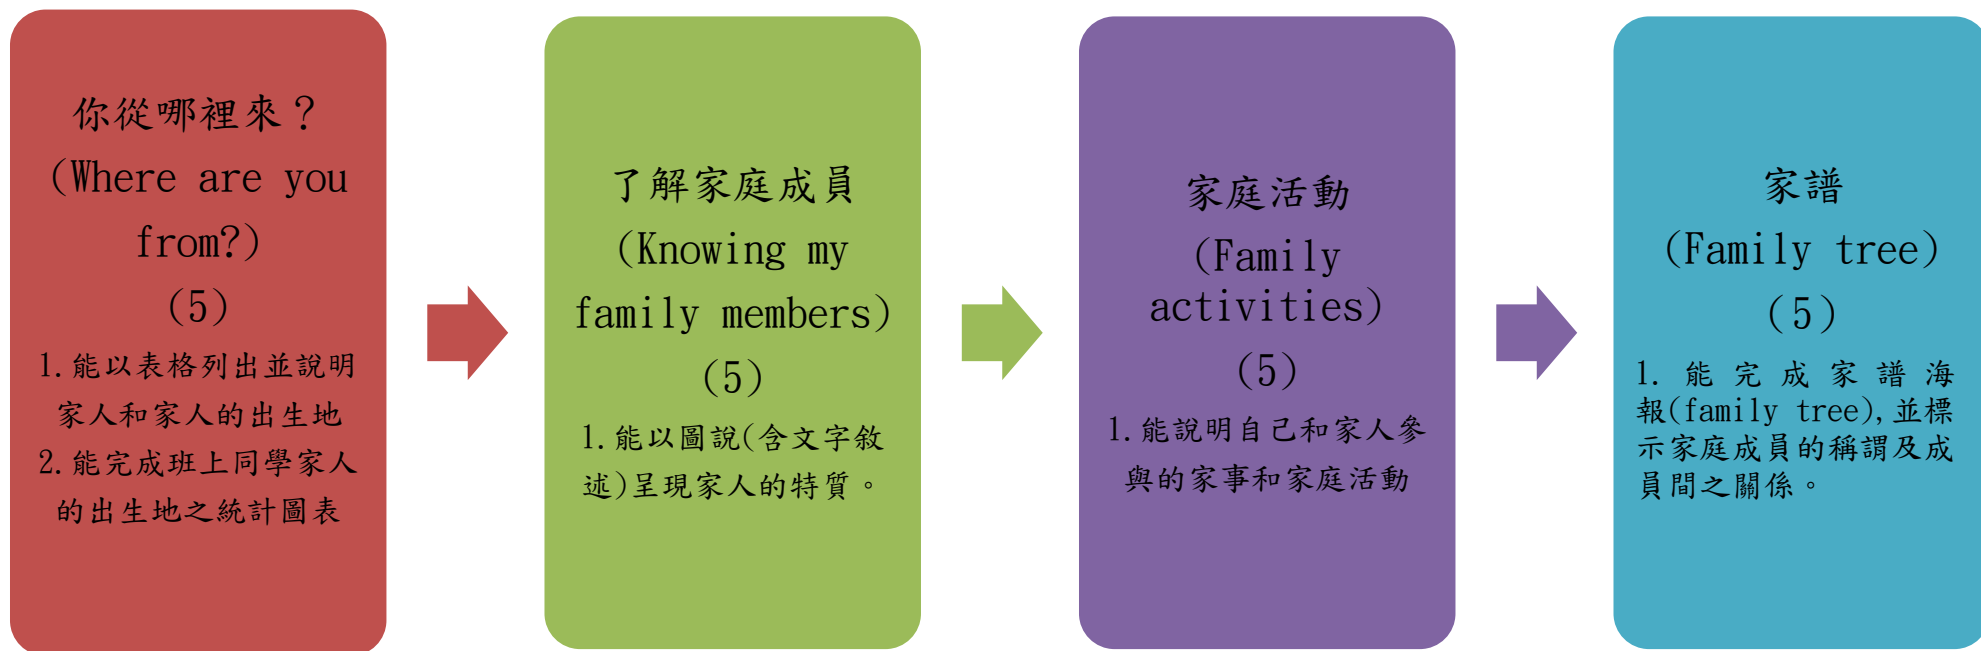 你從哪裡來？
(Where are you
from?)
(5)
1.能以表格列出並說明
家人和家人的出生地
2.能完成班上同學家人
的出生地之統計圖表
了解家庭成員
(Knowing my
family members)
(5)
1.能以圖說(含文字敘
述)呈現家人的特質。
家庭活動
(Family
activities)
(5)
1.能說明自己和家人參
與的家事和家庭活動
家譜
(Family tree)
(5)
1. 能完成家譜海
報(family tree),並標
示家庭成員的稱謂及成
員間之關係。